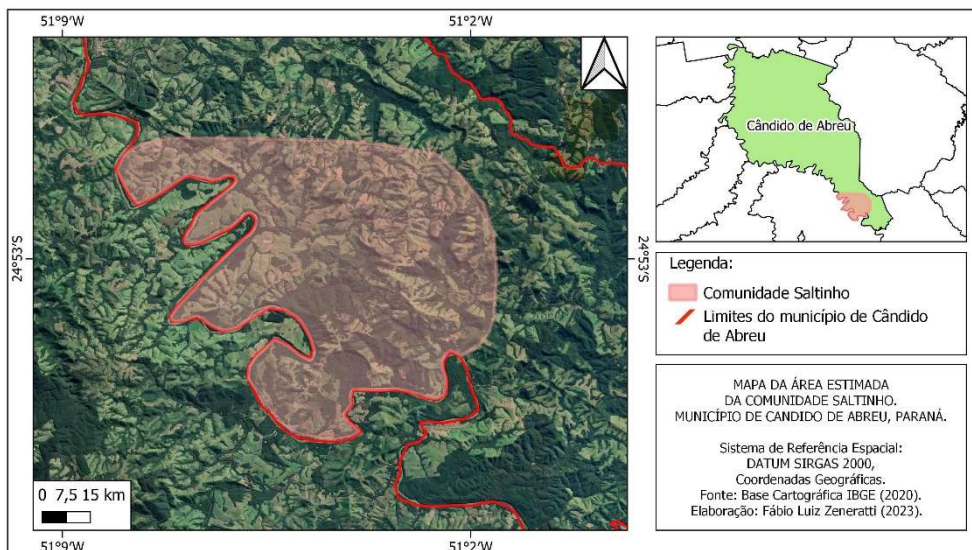 51°9'W
51°2'W
24°53'S
24°53'S
0 7,5 15 km
51°9'W
51°2'W
Cândido de Abreu
Legenda:
Comunidade Saltinho
Limites do município de Cândido
de Abreu
MAPA DA ÁREA ESTIMADA
DA COMUNIDADE SALTINHO.
MUNICÍPIO DE CANDIDO DE ABREU, PARANÁ.
Sistema de Referência Espacial:
DATUM SIRGAS 2000,
Coordenadas Geográficas.
Fonte: Base Cartográfica IBGE (2020).
Elaboração: Fábio Luiz Zeneratti (2023).